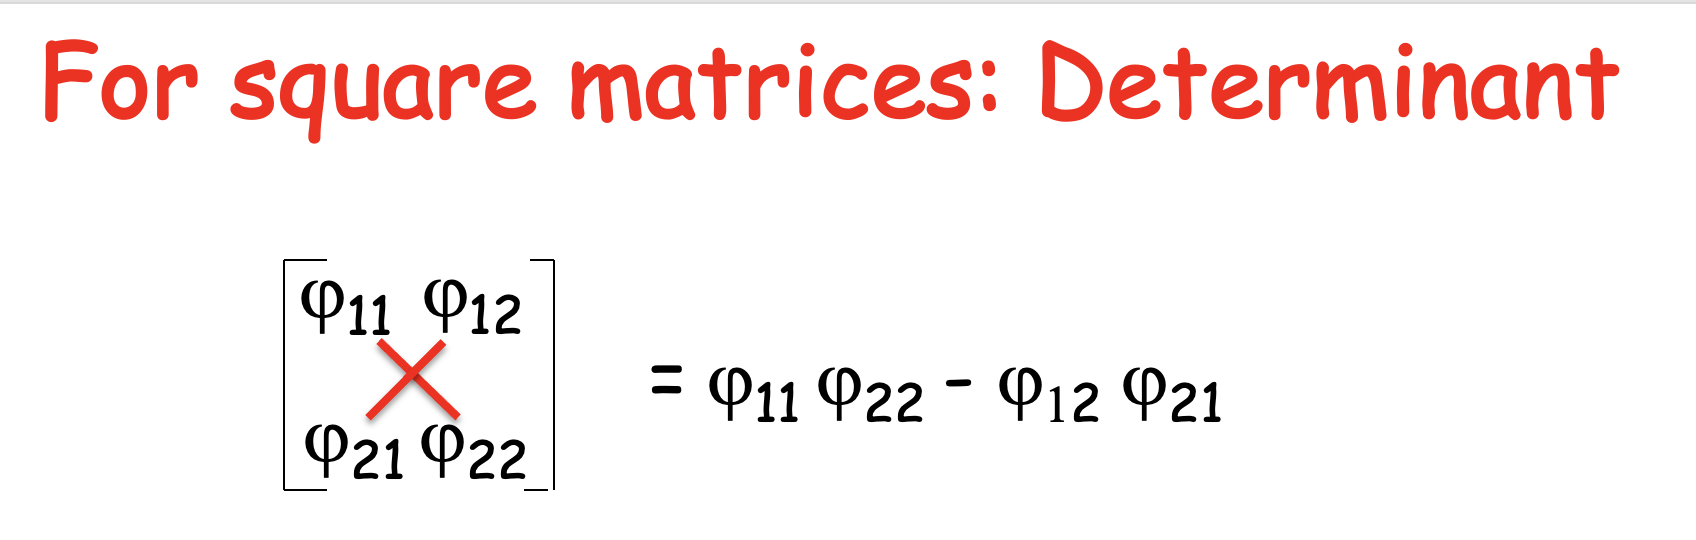 For square matrices: Determinant
φ11 φ12
= φ11 φ22 - φ12 φ21
φ21 φ22